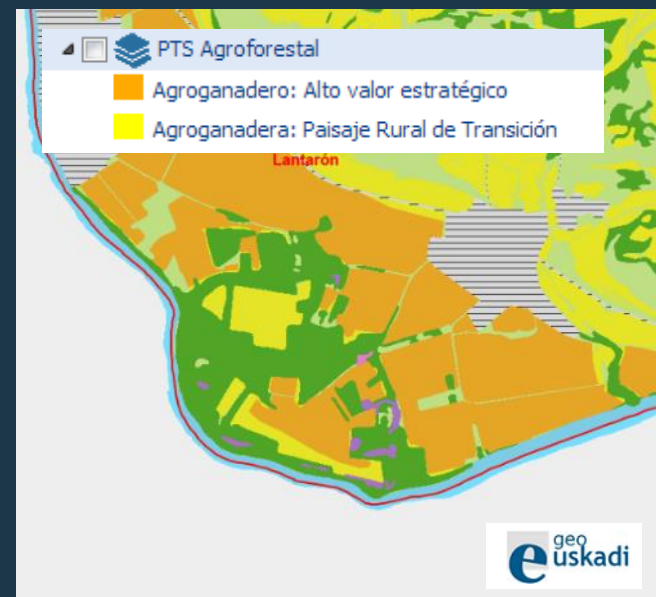 PTS Agroforestal
Agroganadero: Alto valor estratégico
Agroganadera: Paisaje Rural de Transición
Lantarón
geo
euskadi